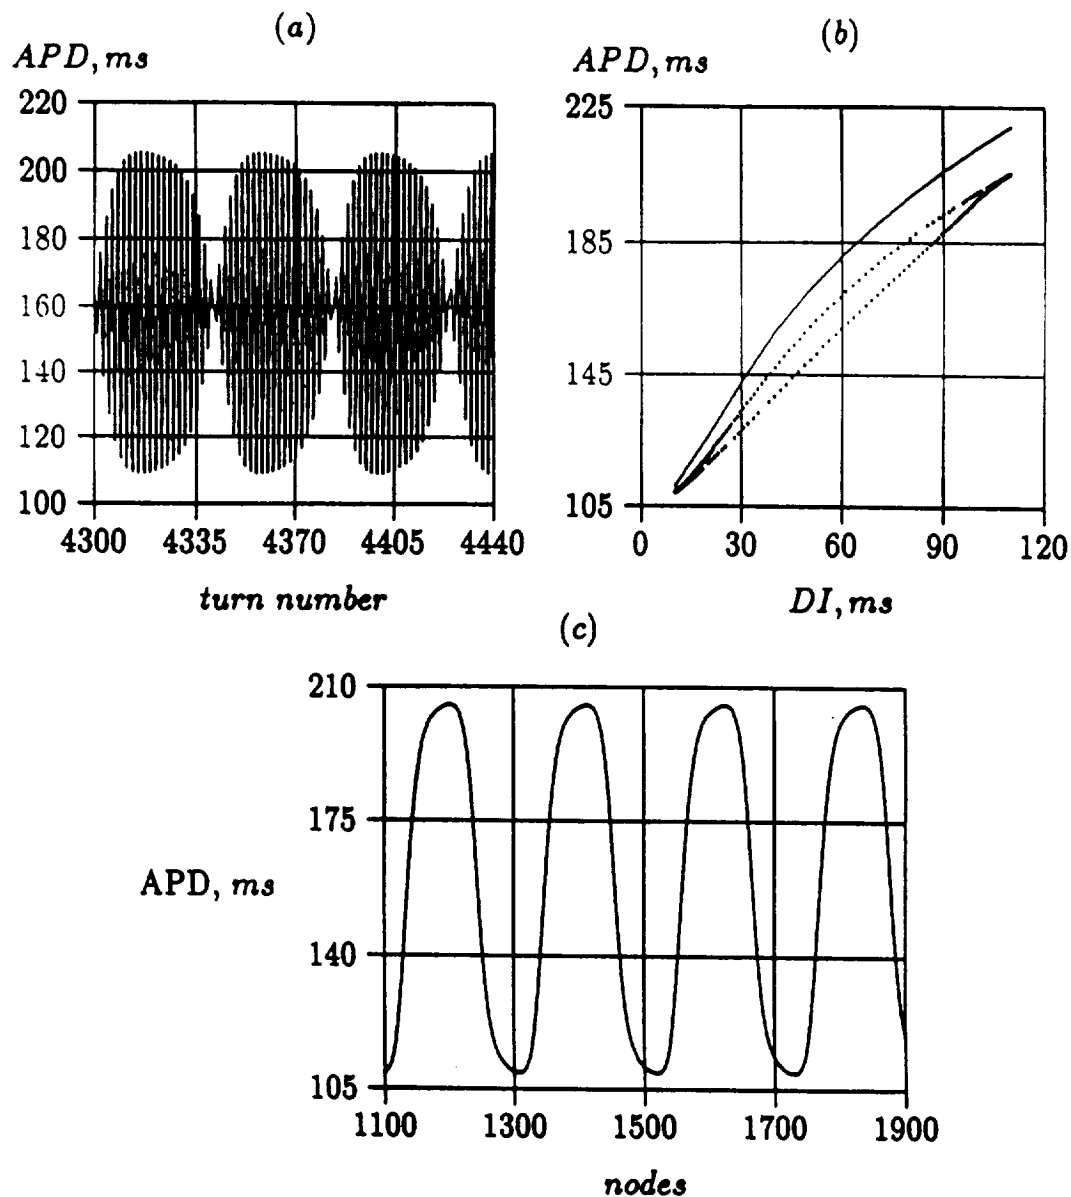 (a)
APD, ms
220
200
180
160
140
120
100
4300 4335 4370 4405 4440
turn number
(b)
APD, ms
225
185
145
105
0 30 60 90 120
DI, ms
(c)
210
175
APD, ms
140
105
1100 1300 1500 1700 1900
nodes